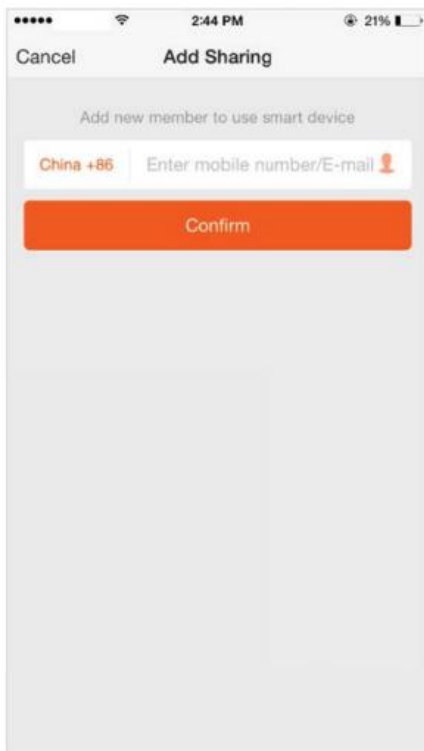 2:44 PM 21%
Cancel Add Sharing
Add new member to use smart device
China +86 Enter mobile number/E-mail
Confirm